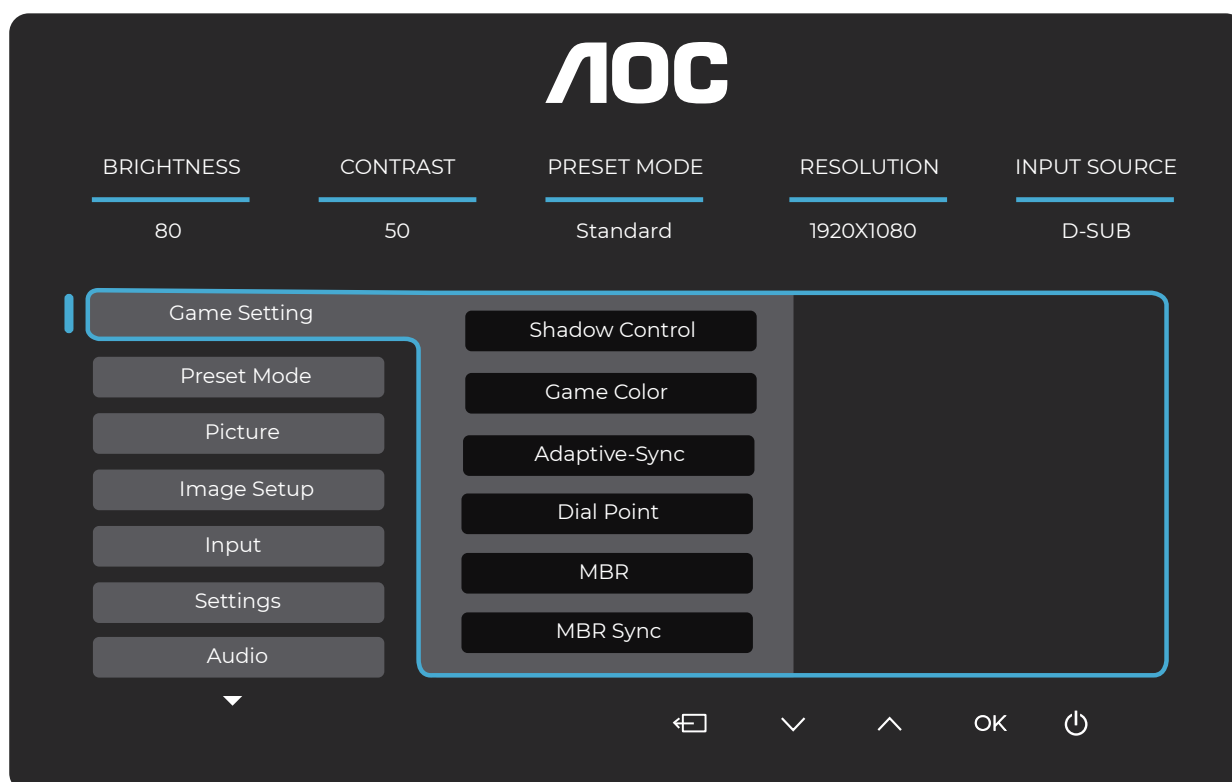 AOC
BRIGHTNESS CONTRAST PRESET MODE RESOLUTION INPUT SOURCE
80 50 Standard 1920X1080 D-SUB
Game Setting
Preset Mode
Picture
Image Setup
Input
Settings
Audio
Shadow Control
Game Color
Adaptive-Sync
Dial Point
MBR
MBR Sync
OK